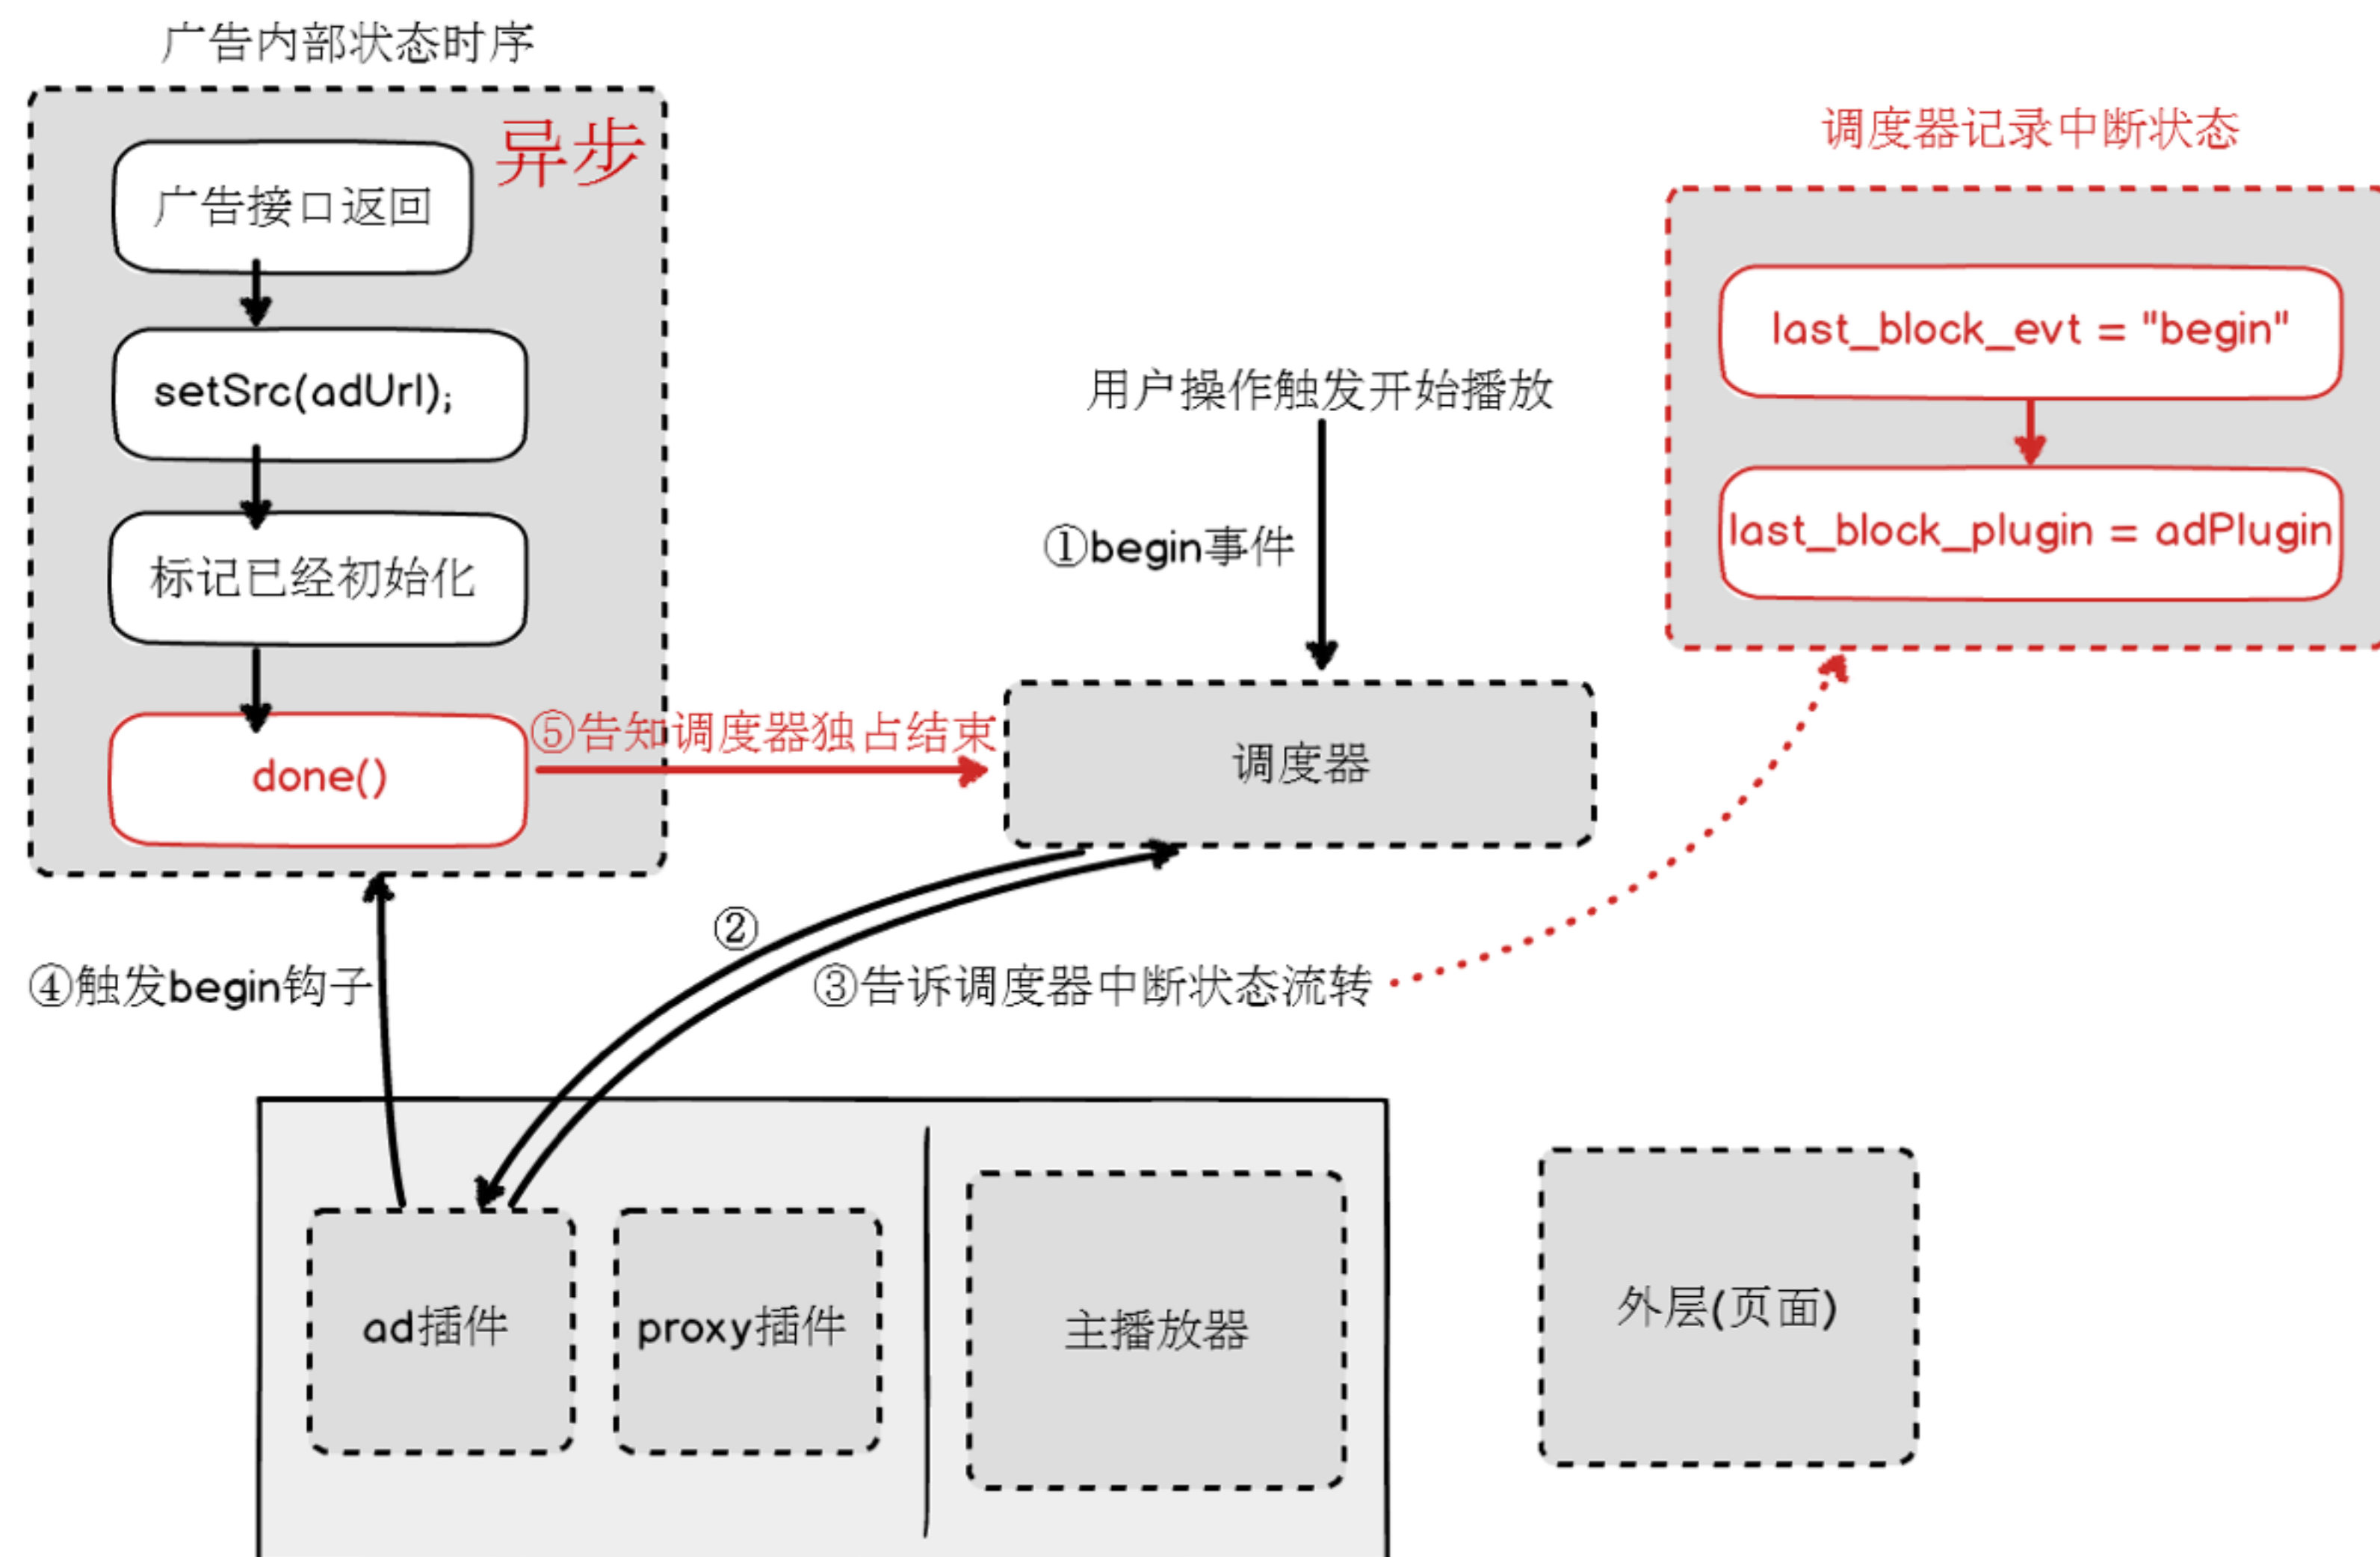 广告内部状态时序
异步
广告接口返回
setSrc(adUrl);
标记已经初始化
done()
调度器记录中断状态
last_block_evt = "begin"
last_block_plugin = adPlugin
用户操作触发开始播放
①begin事件
⑤告知调度器独占结束
调度器
②
③告诉调度器中断状态流转
④触发begin钩子
ad插件
proxy插件
主播放器
外层(页面)